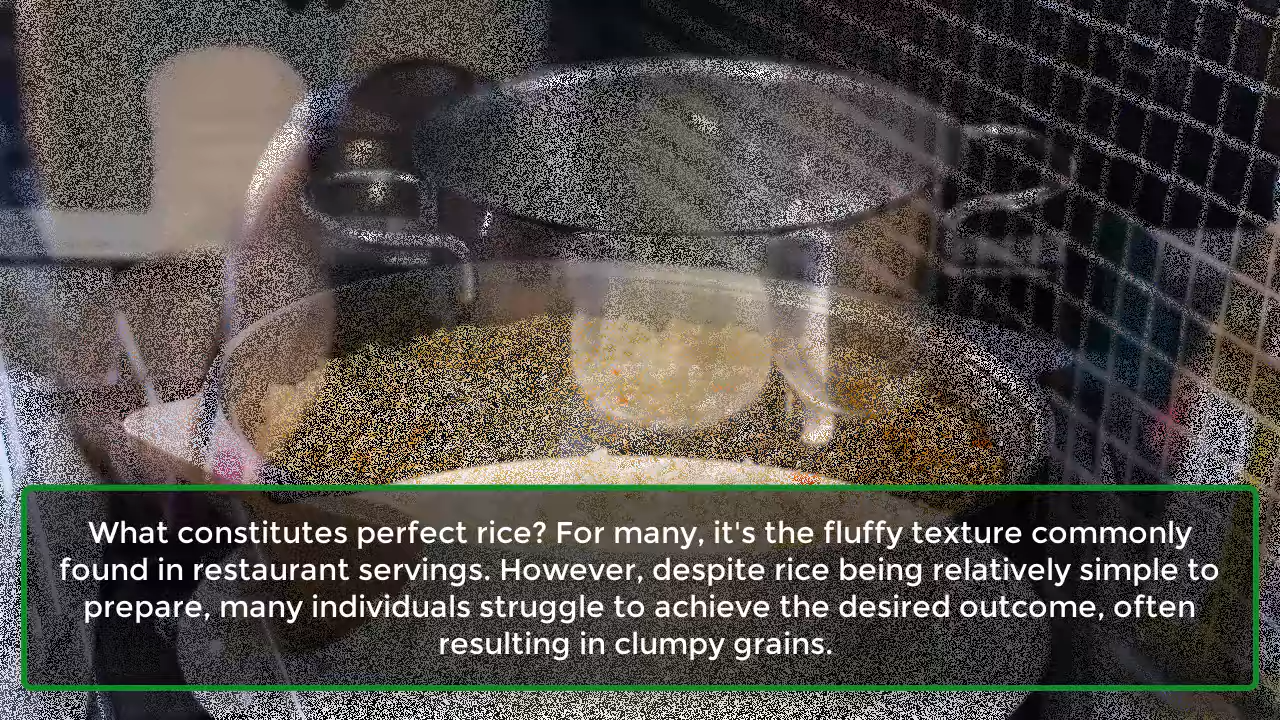 What constitutes perfect rice? For many, it's the fluffy texture commonly
found in restaurant servings. However, despite rice being relatively simple to
prepare, many individuals struggle to achieve the desired outcome, often
resulting in clumpy grains.